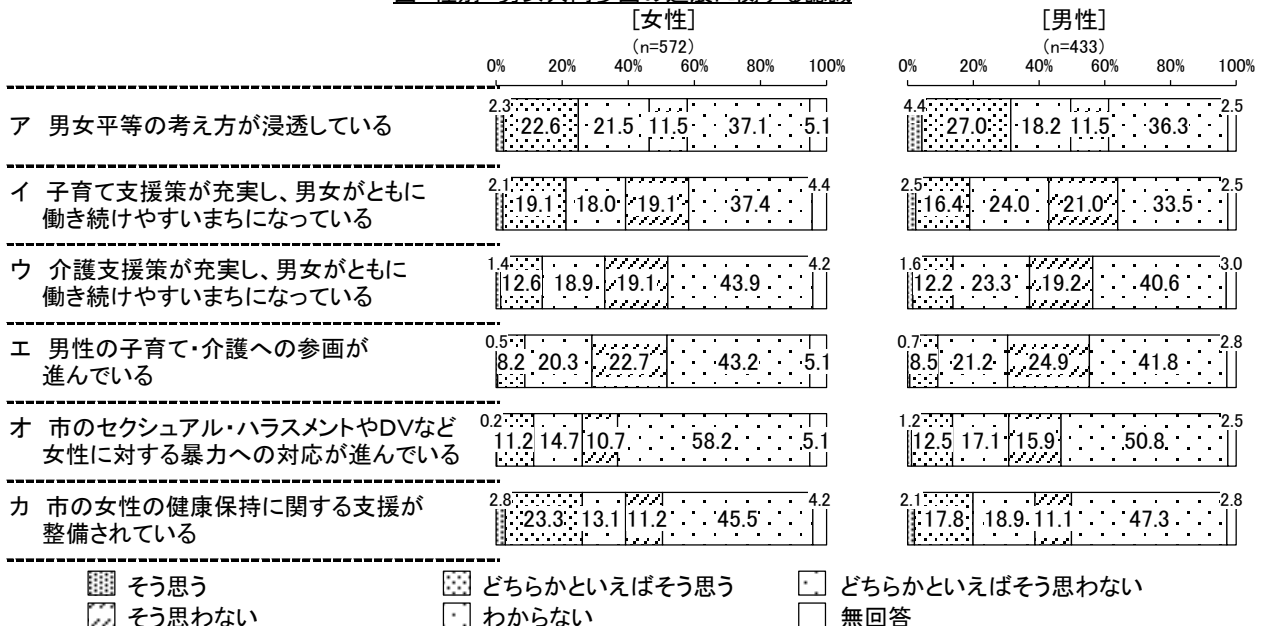 [女性] [男性]
(n=572) (n=433)
0% 20% 40% 60% 80% 100% 0% 20% 40% 60% 80% 100%
ア 男女平等の考え方が浸透している 2.3 22.6 21.5 11.5 37.1 5.1 4.4 27.0 18.2 11.5 36.3 2.5
イ 子育て支援策が充実し、男女がともに
働き続けやすいまちになっている 2.1 19.1 18.0 19.1 37.4 4.4 2.5 16.4 24.0 21.0 33.5 2.5
ウ 介護支援策が充実し、男女がともに
働き続けやすいまちになっている 1.4 12.6 18.9 19.1 43.9 4.2 1.6 12.2 23.3 19.2 40.6 3.0
エ 男性の子育て・介護への参画が
進んでいる 0.5 8.2 20.3 22.7 43.2 5.1 0.7 8.5 21.2 24.9 41.8 2.8
オ 市のセクシュアル・ハラスメントやDVなど
女性に対する暴力への対応が進んでいる 0.2 11.2 14.7 10.7 58.2 5.1 1.2 12.5 17.1 15.9 50.8 2.5
カ 市の女性の健康保持に関する支援が
整備されている 2.8 23.3 13.1 11.2 45.5 4.2 2.1 17.8 18.9 11.1 47.3 2.8
そう思う どちらかといえばそう思う どちらかといえばそう思わない
そう思わない わからない 無回答